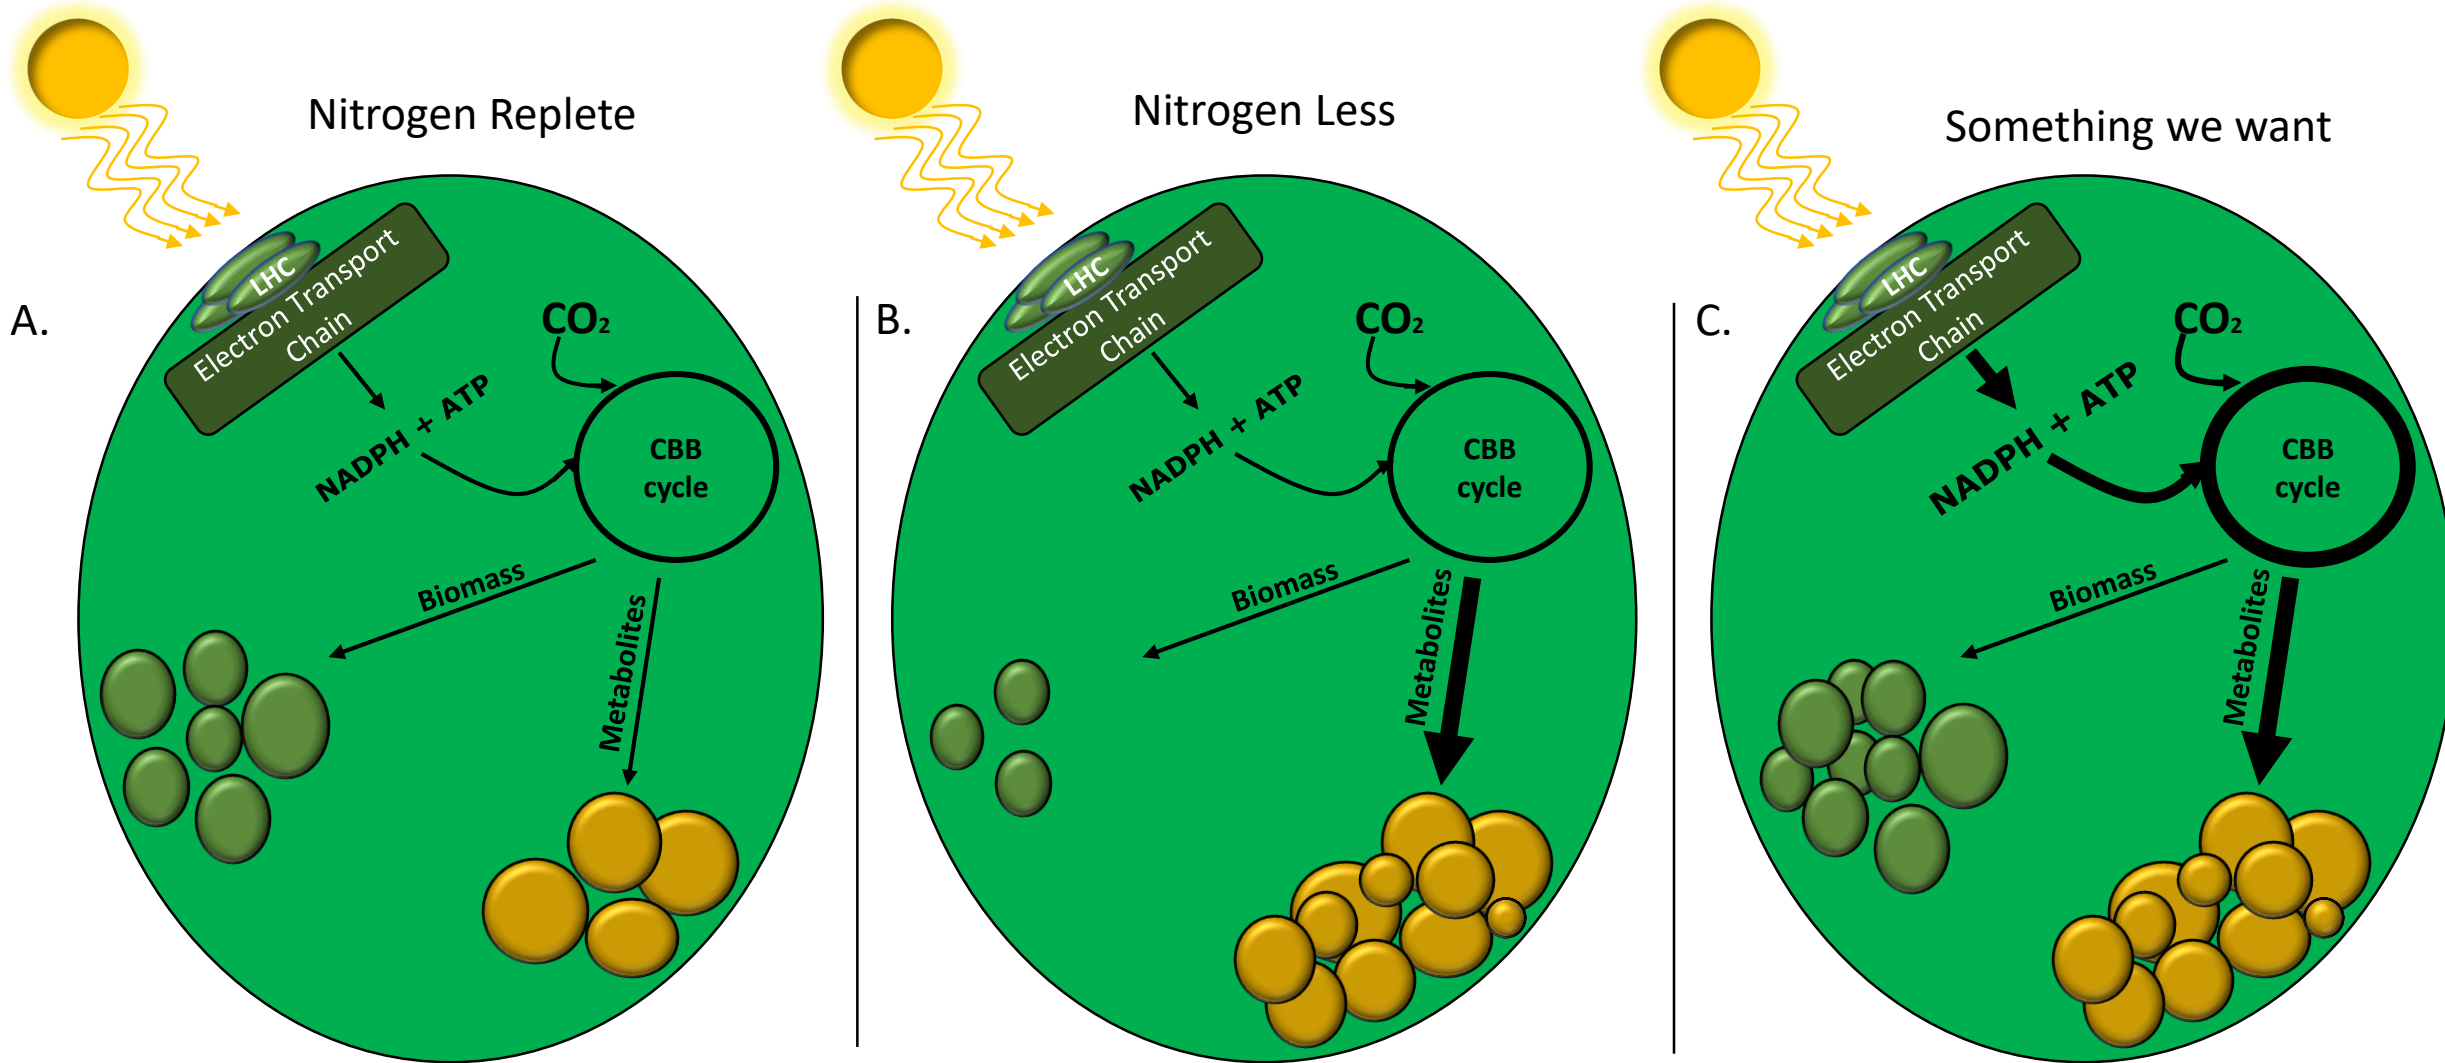 Nitrogen Replete
A.
LHC
Electron Transport
Chain
CO₂
NADPH + ATP
CBB
cycle
Biomass
Metabolites
Nitrogen Less
B.
LHC
Electron Transport
Chain
CO₂
NADPH + ATP
CBB
cycle
Biomass
Metabolites
Something we want
C.
LHC
Electron Transport
Chain
CO₂
NADPH + ATP
CBB
cycle
Biomass
Metabolites